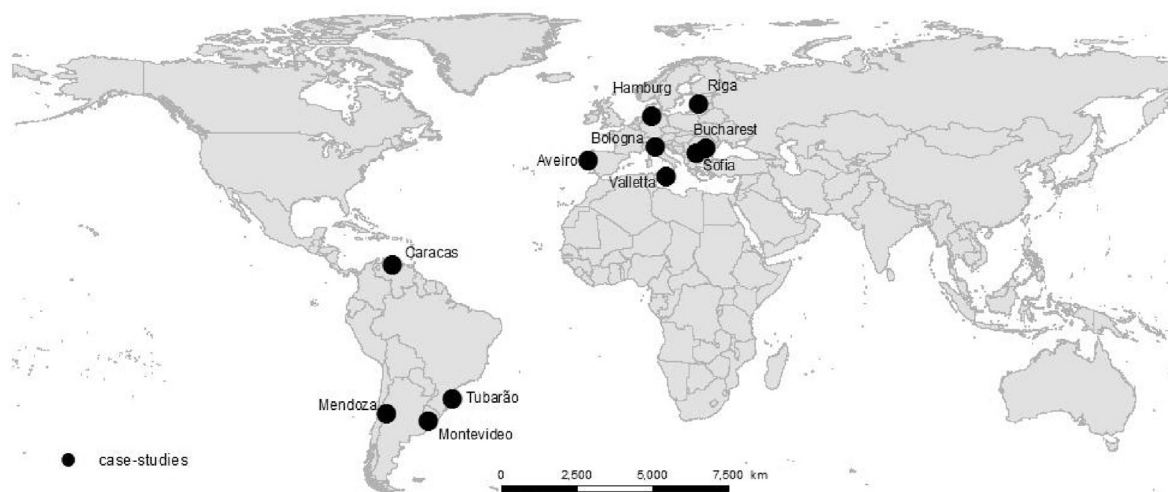 Hamburg
Riga
Bologna
Bucharest
Aveiro
Sofia
Valletta
Caracas
Mendoza
Tubarão
Montevideo
case-studies
0 2,500 5,000 7,500 km